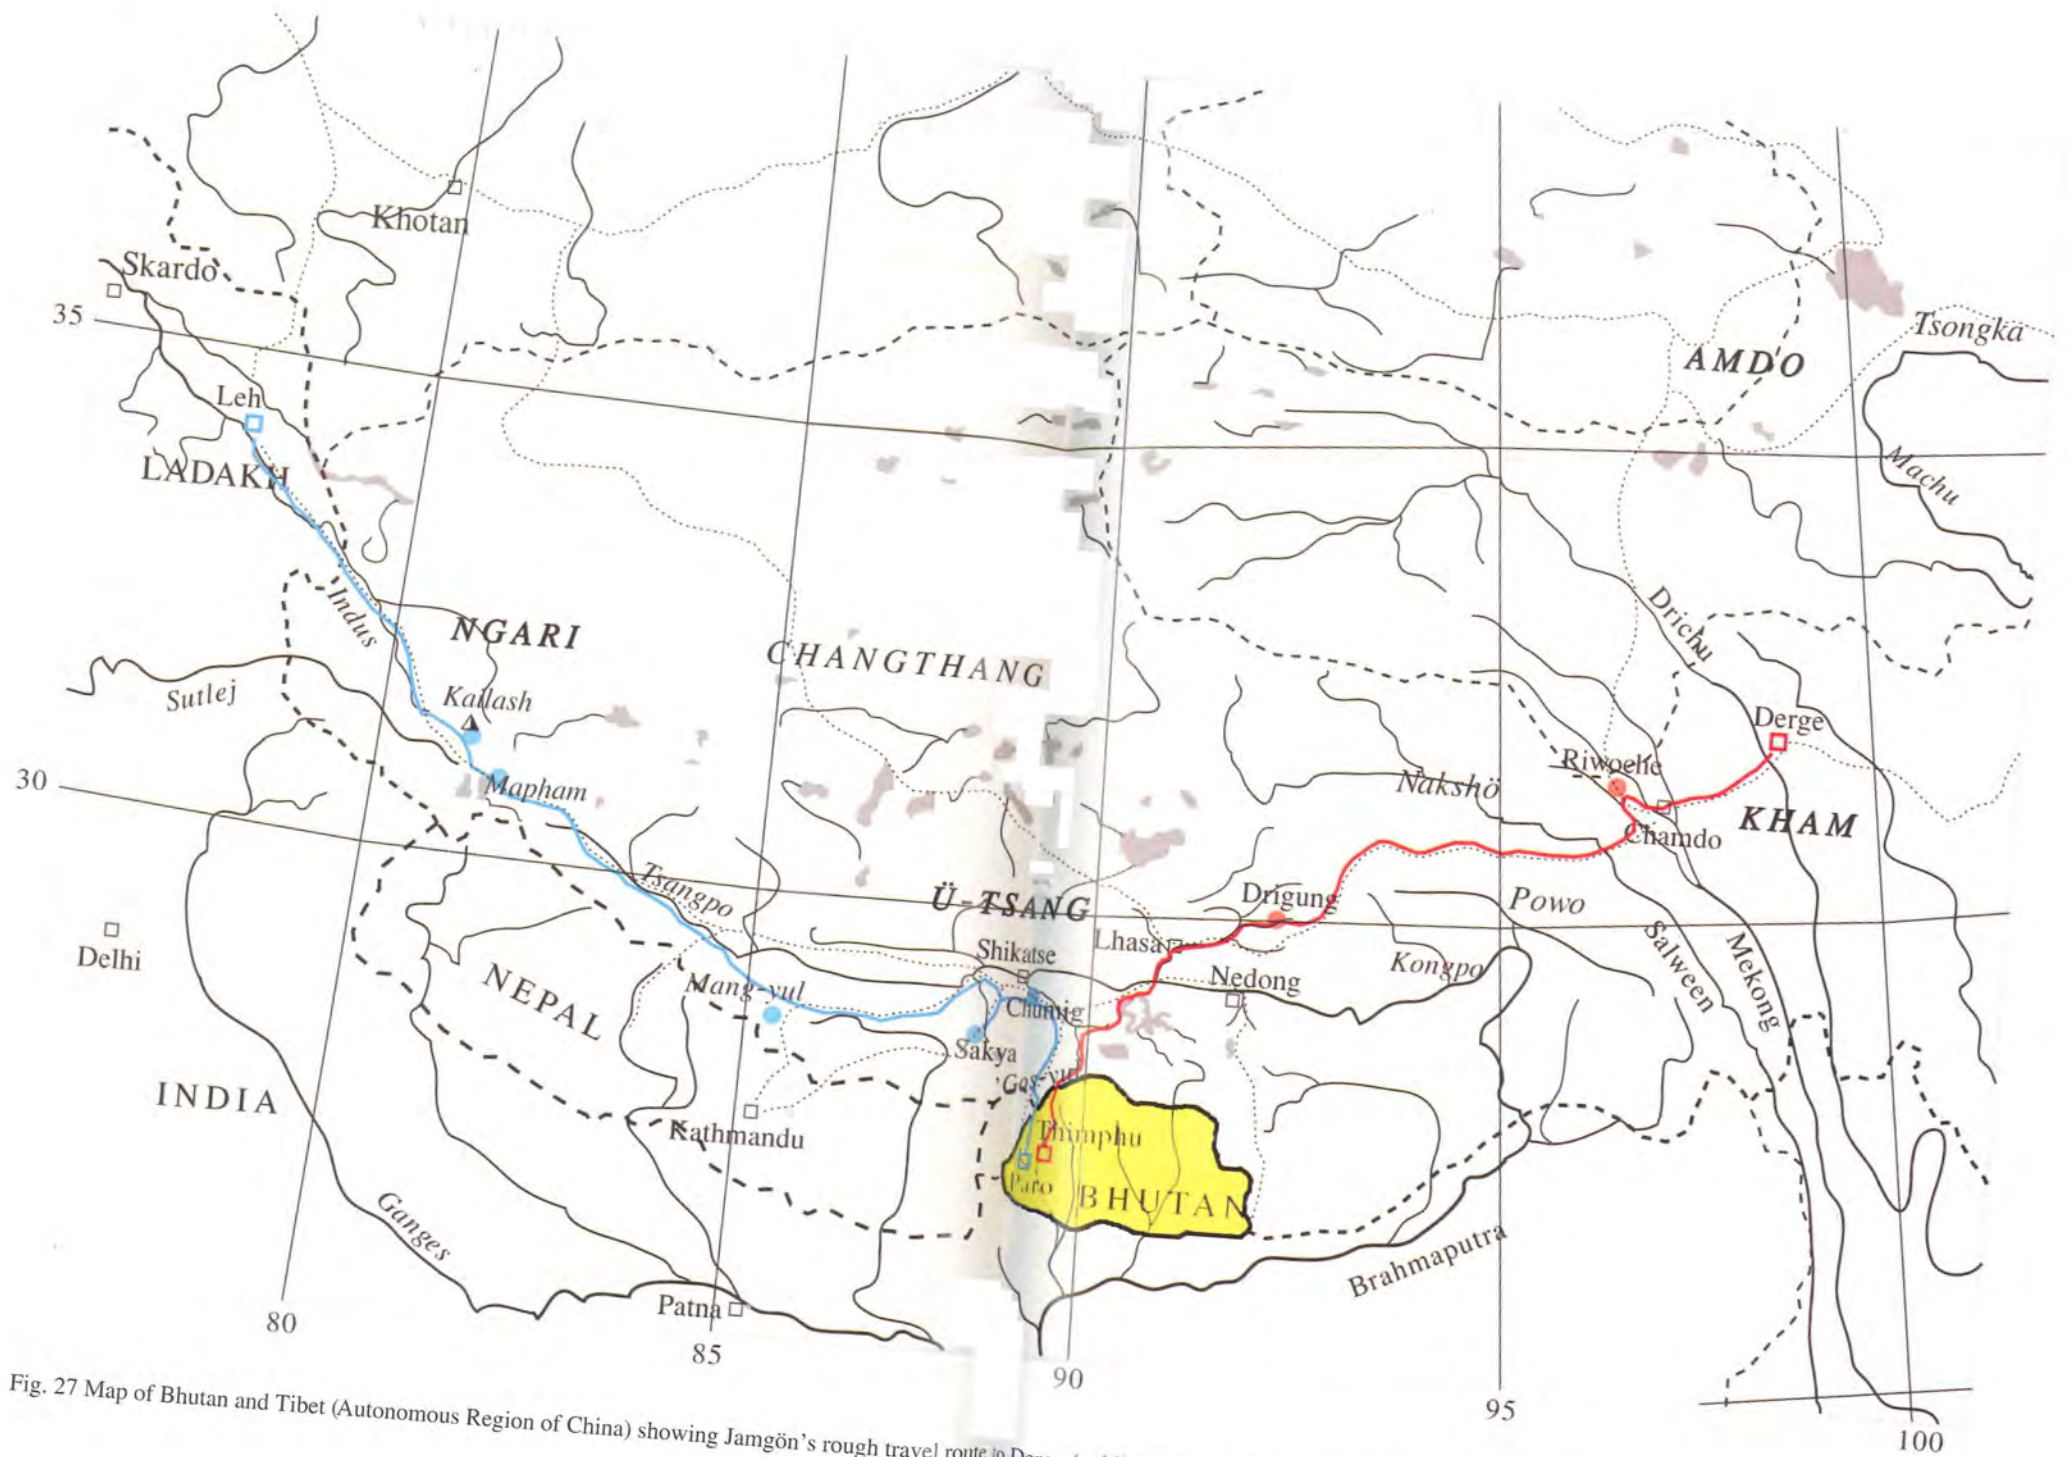 Khotan
Skardo
35
Tsongka
AMDO
Leh
LADAKH
Machu
Indus
NGARI
Drichu
CHANGTHANG
Sutlej
Kailash
Derge
Riwoche
30
Mapham
Nakshö
KHAM
Chamdo
Tsangpo
Ü-TSANG
Drigung
Powo
Delhi
Shikatse
Lhasa
Salween
Mekong
NEPAL
Mang-yul
Nedong
Kongpo
Chumig
Sakya
'Gos-yul
INDIA
Kathmandu
Thimphu
Paro
BHUTAN
Ganges
Brahmaputra
Patna
80
85
90
95
100
Fig. 27 Map of Bhutan and Tibet (Autonomous Region of China) showing Jamgön's rough travel route to